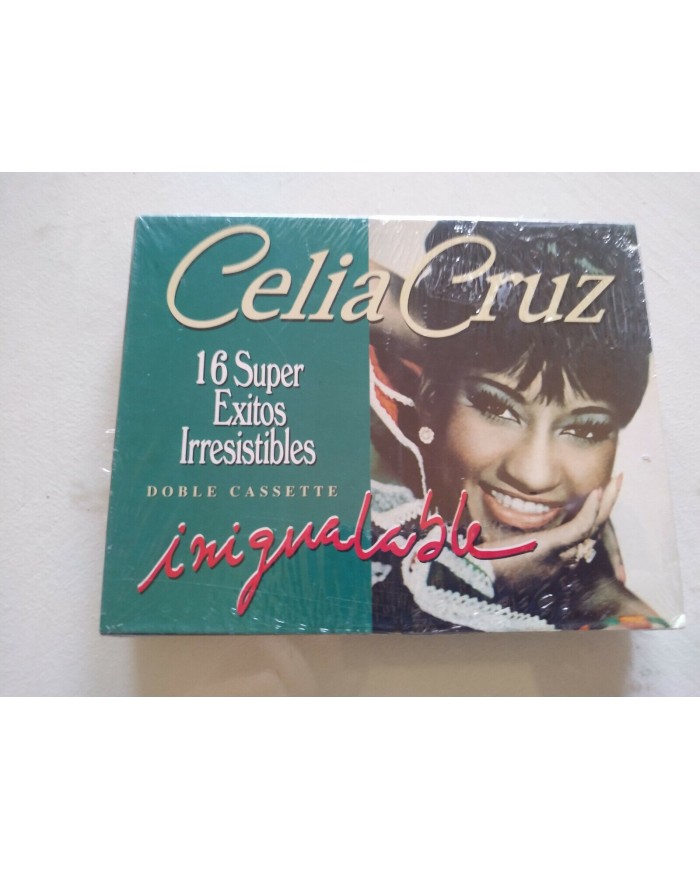 Celia Cruz
16 Super
Exitos
Irresistibles
DOBLE CASSETTE
inigualable